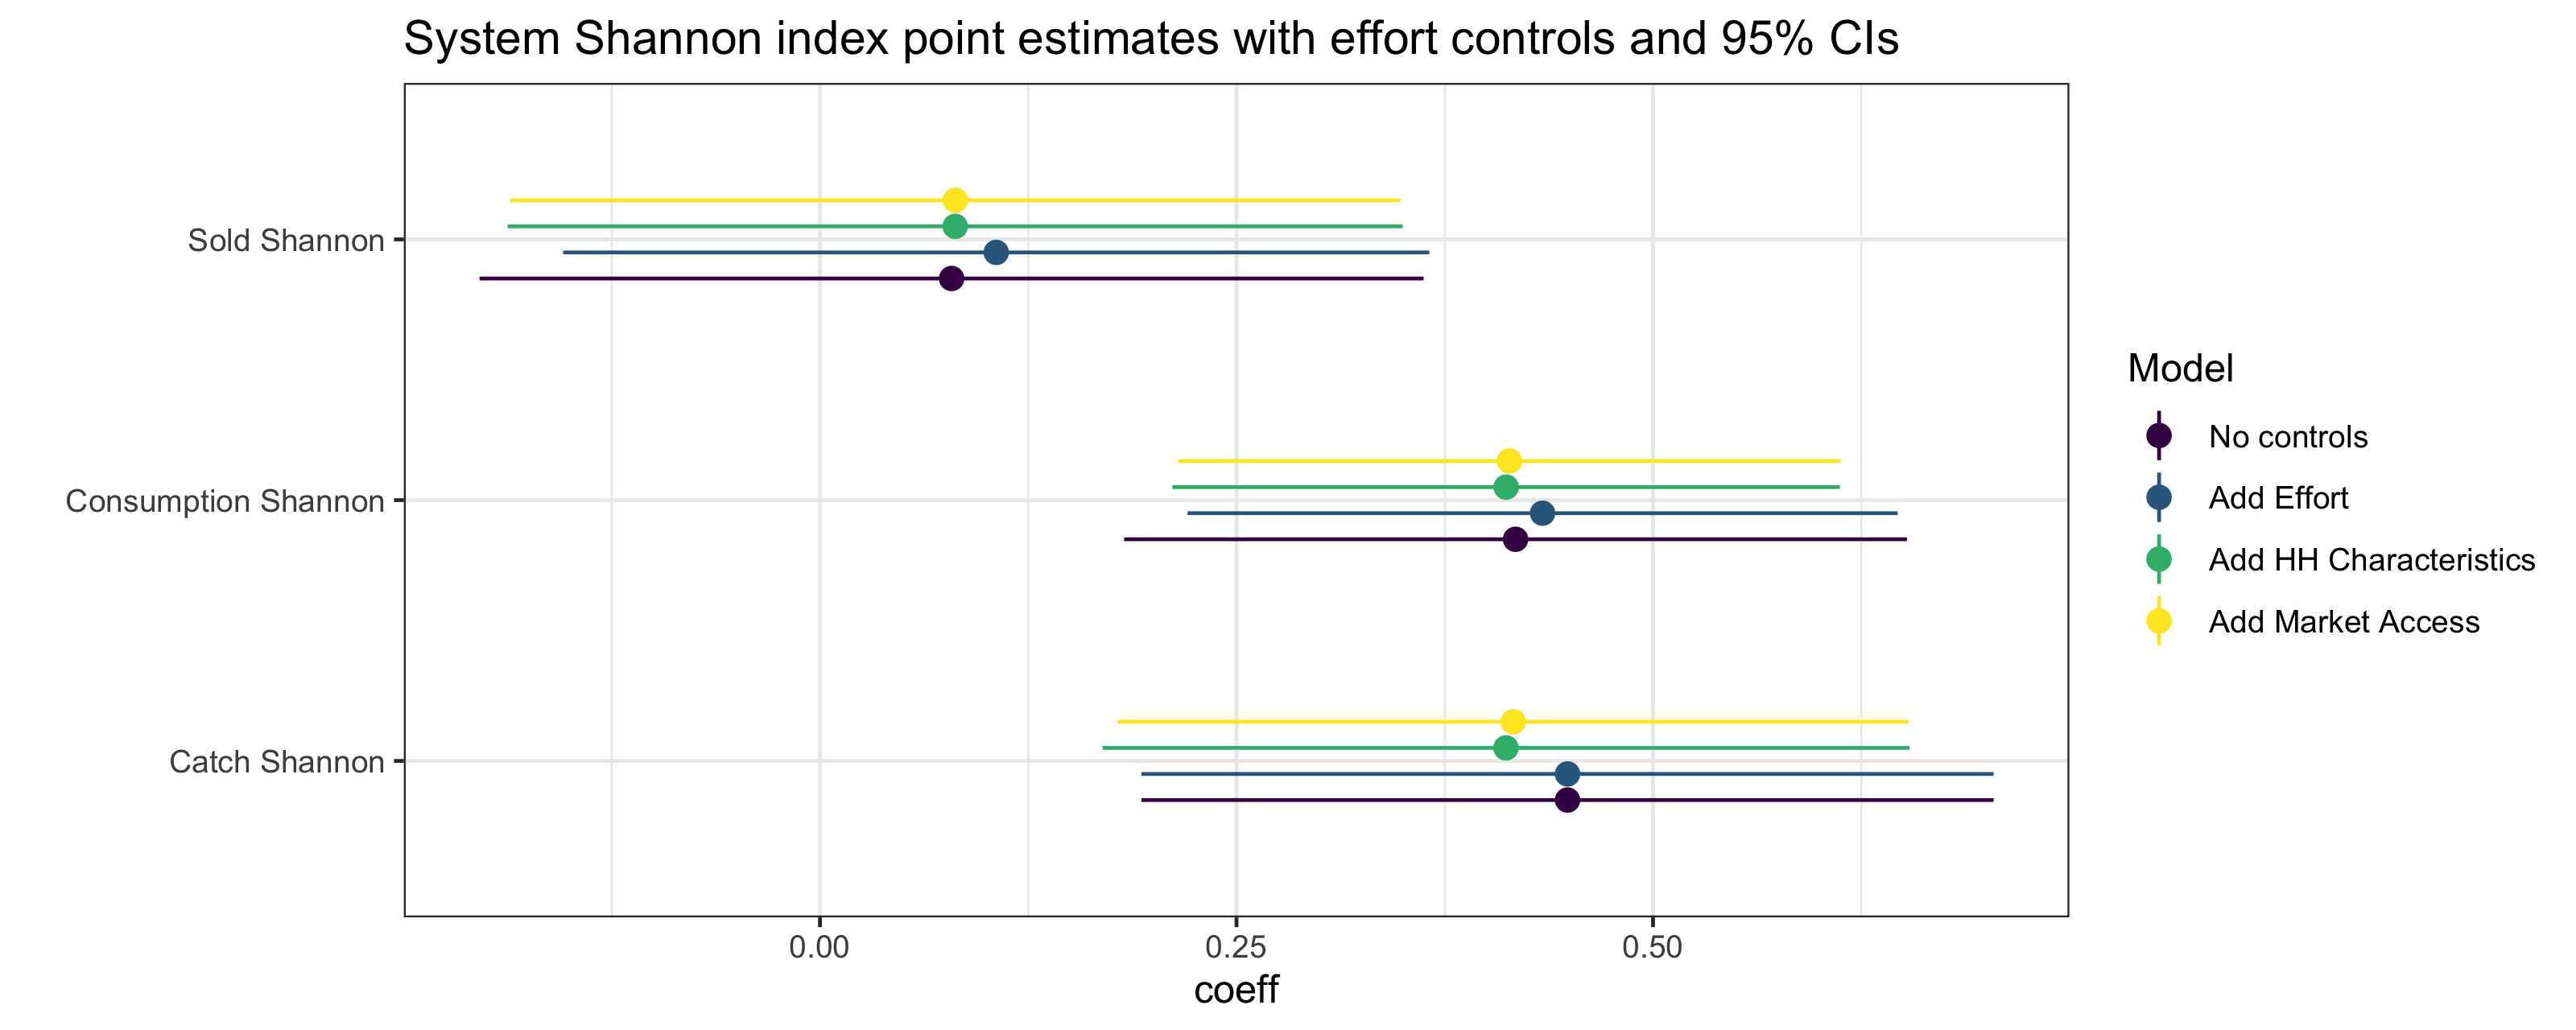 System Shannon index point estimates with effort controls and 95% CIs
Sold Shannon
Consumption Shannon
Catch Shannon
0.00
0.25
0.50
coeff
Model
No controls
Add Effort
Add HH Characteristics
Add Market Access